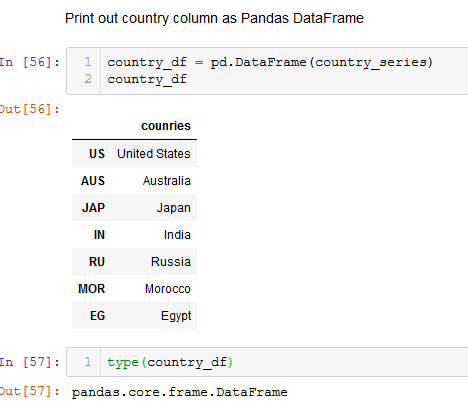 Print out country column as Pandas DataFrame
In [56]:
1 country_df = pd.DataFrame(country_series)
2 country_df
Out[56]:
counries
US United States
AUS Australia
JAP Japan
IN India
RU Russia
MOR Morocco
EG Egypt
In [57]:
1 type(country_df)
Out[57]: pandas.core.frame.DataFrame